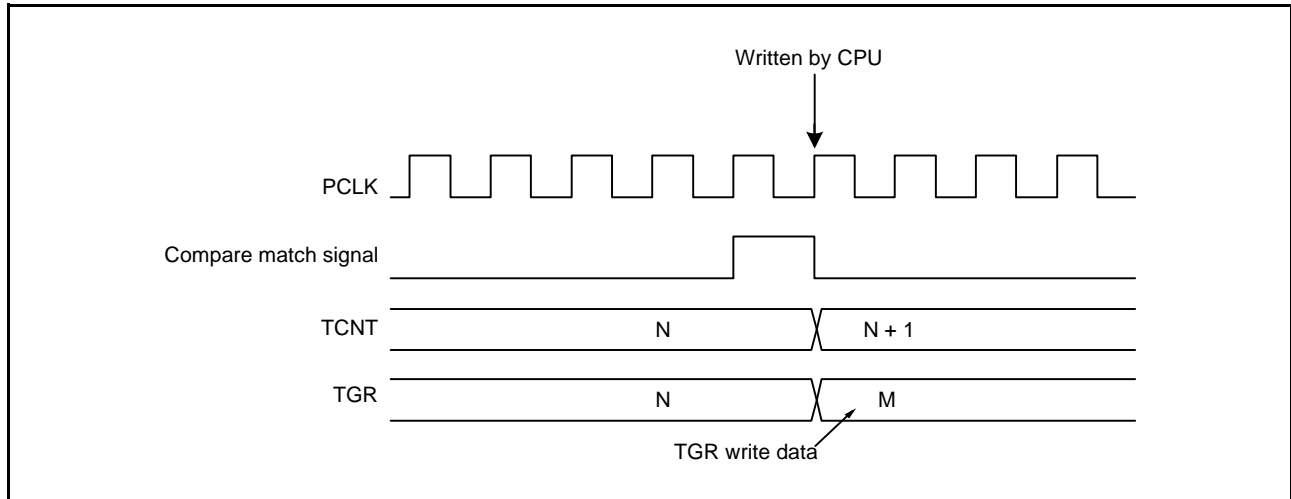 Written by CPU
PCLK
Compare match signal
TCNT
N
N + 1
TGR
N
M
TGR write data